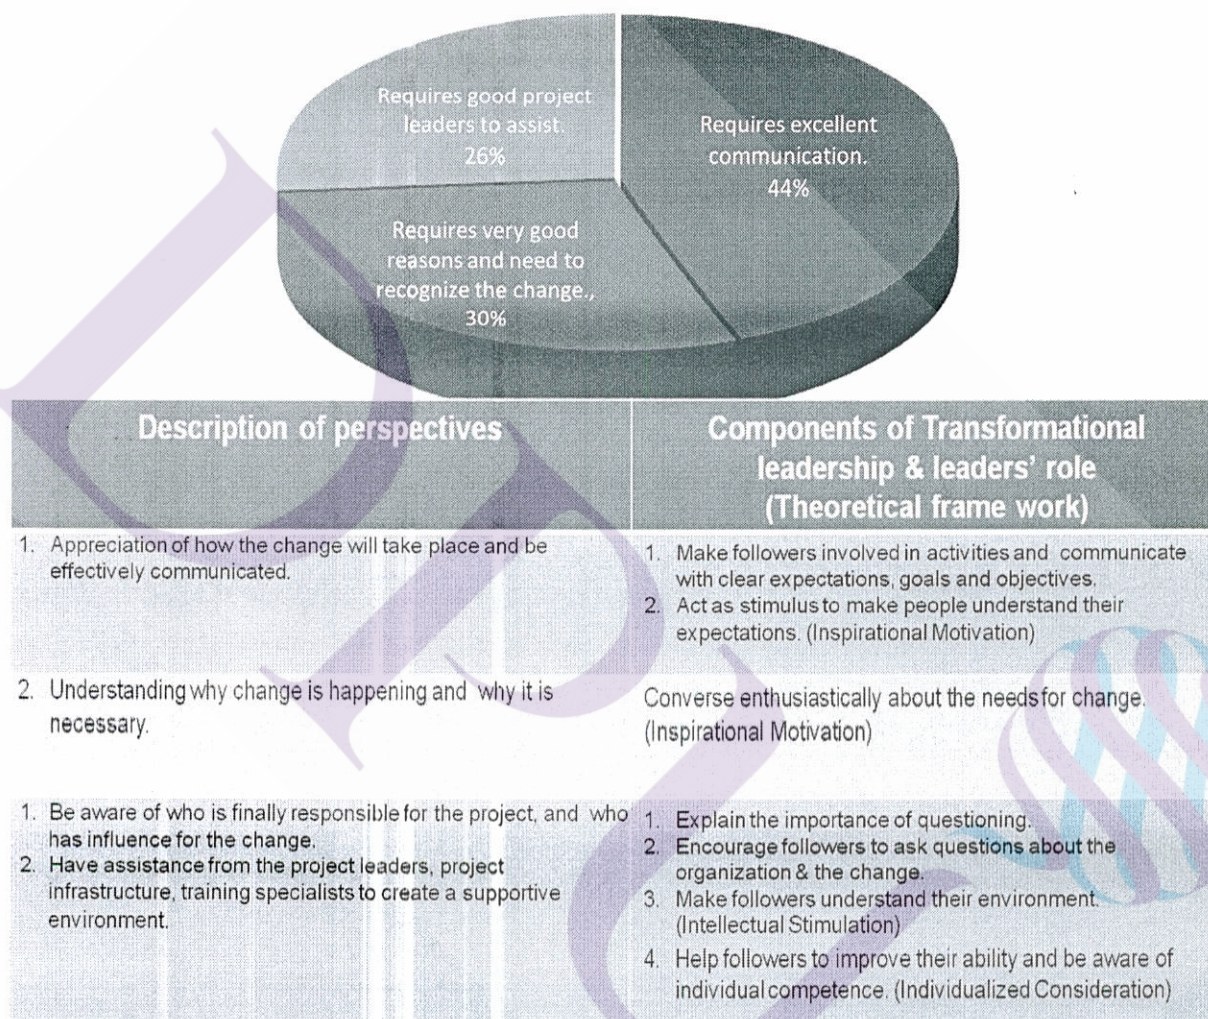 Requires good project
leaders to assist.
26%
Requires excellent
communication.
44%
Requires very good
reasons and need to
recognize the change.,
30%
Description of perspectives
Components of Transformational
leadership & leaders’ role
(Theoretical frame work)
1. Appreciation of how the change will take place and be
effectively communicated.
1. Make followers involved in activities and communicate
with clear expectations, goals and objectives.
2. Act as stimulus to make people understand their
expectations. (Inspirational Motivation)
2. Understanding why change is happening and why it is
necessary.
Converse enthusiastically about the needs for change.
(Inspirational Motivation)
1. Be aware of who is finally responsible for the project, and who
has influence for the change.
2. Have assistance from the project leaders, project
infrastructure, training specialists to create a supportive
environment.
1. Explain the importance of questioning.
2. Encourage followers to ask questions about the
organization & the change.
3. Make followers understand their environment.
(Intellectual Stimulation)
4. Help followers to improve their ability and be aware of
individual competence. (Individualized Consideration)